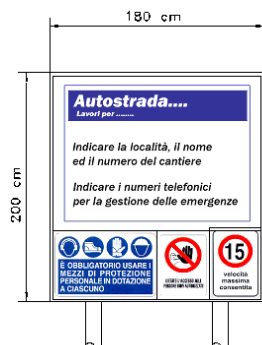 180 cm
200 cm
Autostrada....
Lavori per ........
Indicare la località, il nome
ed il numero del cantiere
Indicare i numeri telefonici
per la gestione delle emergenze
È OBBLIGATORIO USARE I
MEZZI DI PROTEZIONE
PERSONALE IN DOTAZIONE
A CIASCUNO
15
velocità
massima
consentita